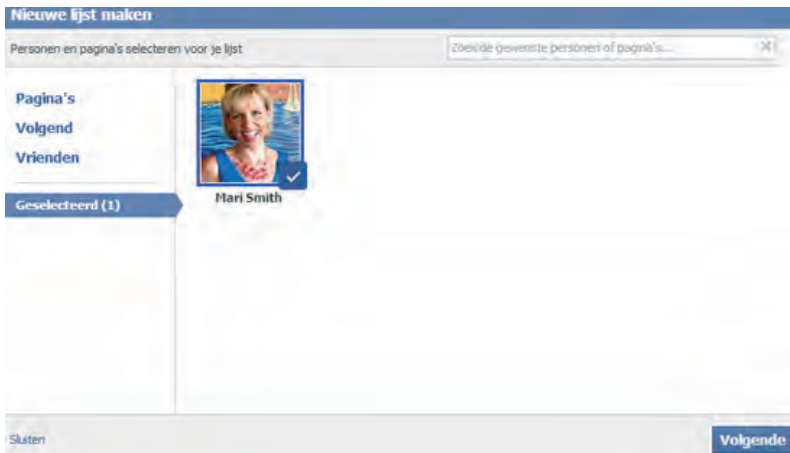 Nieuwe lijst maken
Personen en pagina's selecteren voor je lijst
Zoek de gewenste personen of pagina's...
Pagina's
Volgend
Vrienden
Geselecteerd (1)
Mari Smith
Sluiten
Volgende